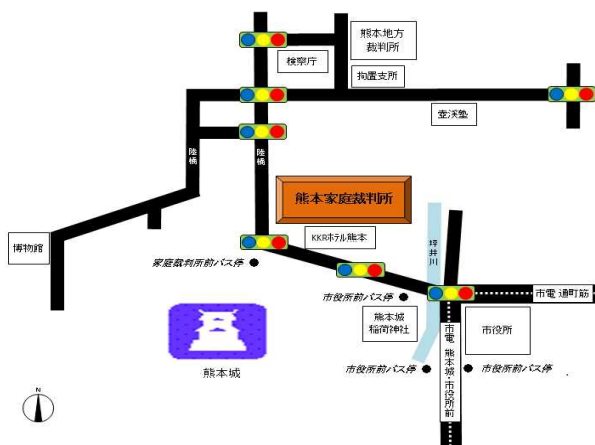 熊本地方
裁判所
検察庁
拘置支所
壺渓塾
陸橋
陸橋
熊本家庭裁判所
KKRホテル熊本
坪井川
博物館
家庭裁判所前バス停
市役所前バス停
市電 通町筋
熊本城
稲荷神社
市電 熊本城・市役所前
市役所
熊本城
市役所前バス停
市役所前バス停
N